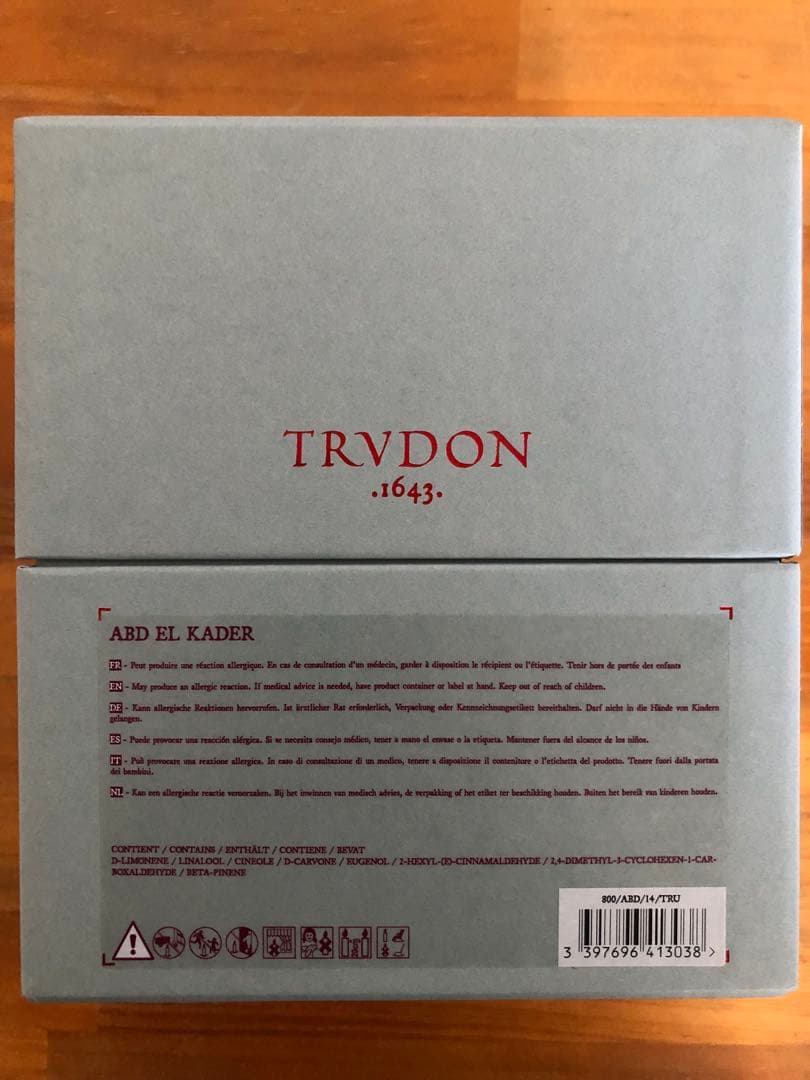 TRVDON
.1643.
ABD EL KADER
FR - Peut produire une réaction allergique. En cas de consultation d'un médecin, garder à disposition le récipient ou l'étiquette. Tenir hors de portée des enfants
EN - May produce an allergic reaction. If medical advice is needed, have product container or label at hand. Keep out of reach of children.
DE - Kann allergische Reaktionen hervorrufen. Ist ärztlicher Rat erforderlich, Verpackung oder Kennzeichnungsetikett bereithalten. Darf nicht in die Hände von Kindern
gelangen.
ES - Puede provocar una reacción alérgica. Si se necesita consejo médico, tener a mano el envase o la etiqueta. Mantener fuera del alcance de los niños.
IT - Può provocare una reazione allergica. In caso di consultazione di un medico, tenere a disposizione il contenitore o l'etichetta del prodotto. Tenere fuori dalla portata
dei bambini.
NL - Kan een allergische reactie veroorzaken. Bij het inwinnen van medisch advies, de verpakking of het etiket ter beschikking houden. Buiten het bereik van kinderen houden.
CONTIENT / CONTAINS / ENTHÄLT / CONTIENE / BEVAT
D-LIMONENE / LINALOOL / CINEOLE / D-CARVONE / EUGENOL / 2-HEXYL-(E)-CINNAMALDEHYDE / 2,4-DIMETHYL-3-CYCLOHEXEN-1-CAR-
BOXALDEHYDE / BETA-PINENE
800/ABD/14/TRU
3 397696 413038 >